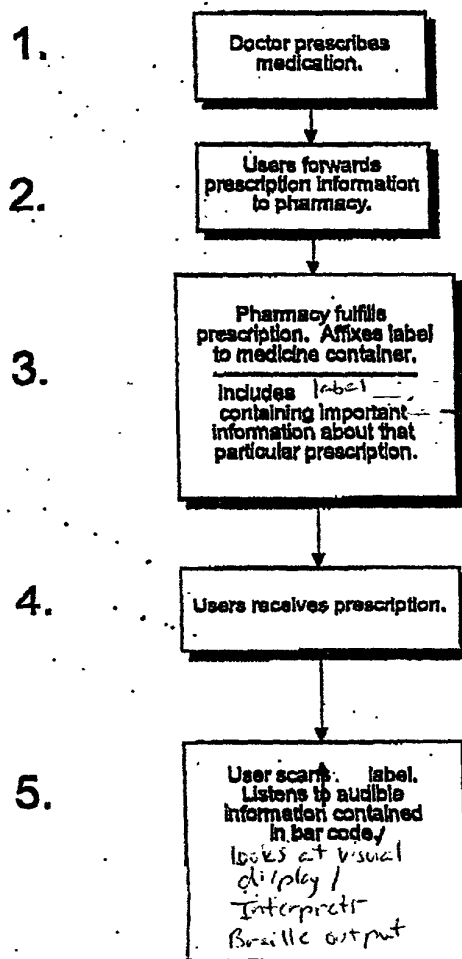 1.
Doctor prescribes
medication.
2.
Users forwards
prescription information
to pharmacy.
3.
Pharmacy fulfills
prescription. Affixes label
to medicine container.
Includes label
containing important
information about that
particular prescription.
4.
Users receives prescription.
5.
User scans label.
Listens to audible
information contained
in bar code/
looks at visual
display /
Interprets
Braille output